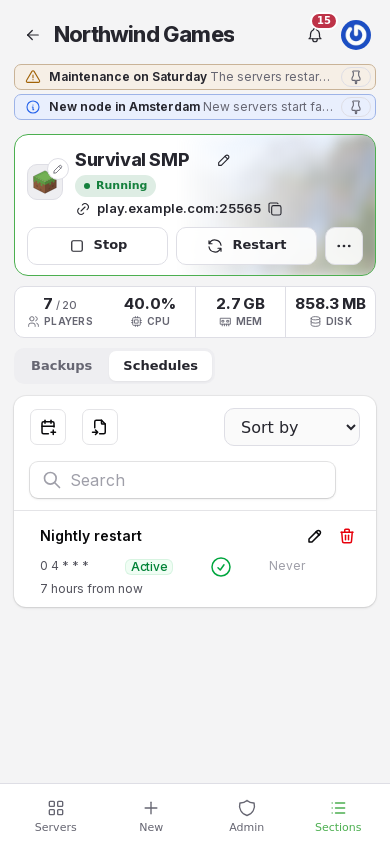 Northwind Games
15
Maintenance on Saturday The servers restar...
New node in Amsterdam New servers start fa...
Survival SMP
Running
play.example.com:25565
Stop
Restart
7 / 20
PLAYERS
40.0%
CPU
2.7 GB
MEM
858.3 MB
DISK
Backups
Schedules
Sort by
Search
Nightly restart
0 4 * * *
Active
Never
7 hours from now
Servers
New
Admin
Sections